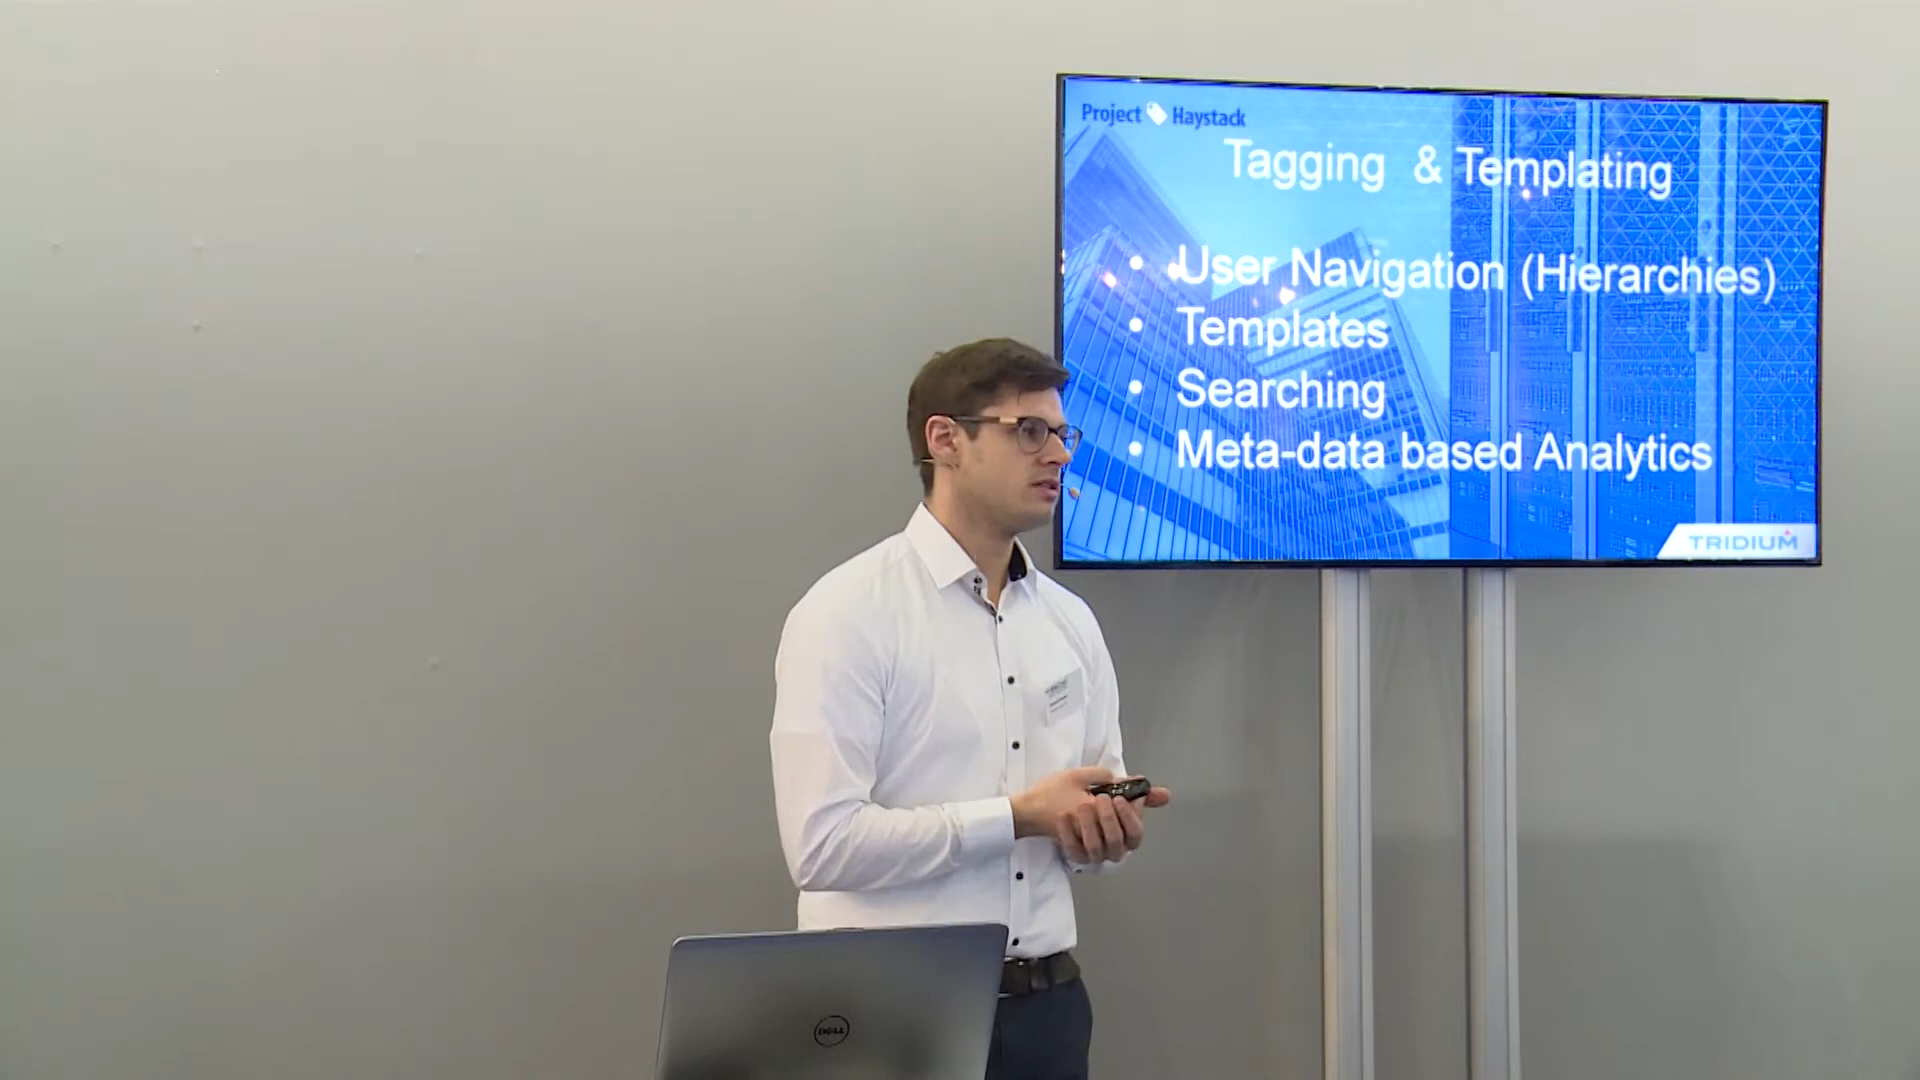 Project Haystack
Tagging & Templating
• User Navigation (Hierarchies)
• Templates
• Searching
• Meta-data based Analytics
TRIDIUM
DELL